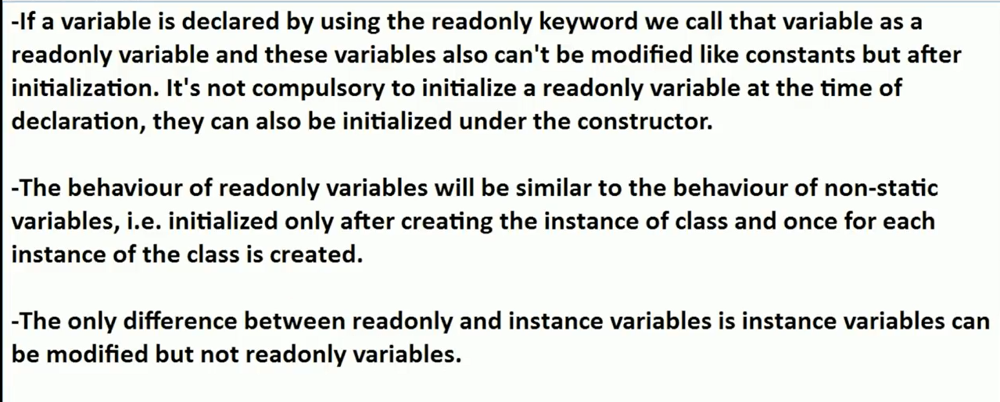 -If a variable is declared by using the readonly keyword we call that variable as a
readonly variable and these variables also can't be modified like constants but after
initialization. It's not compulsory to initialize a readonly variable at the time of
declaration, they can also be initialized under the constructor.
-The behaviour of readonly variables will be similar to the behaviour of non-static
variables, i.e. initialized only after creating the instance of class and once for each
instance of the class is created.
-The only difference between readonly and instance variables is instance variables can
be modified but not readonly variables.